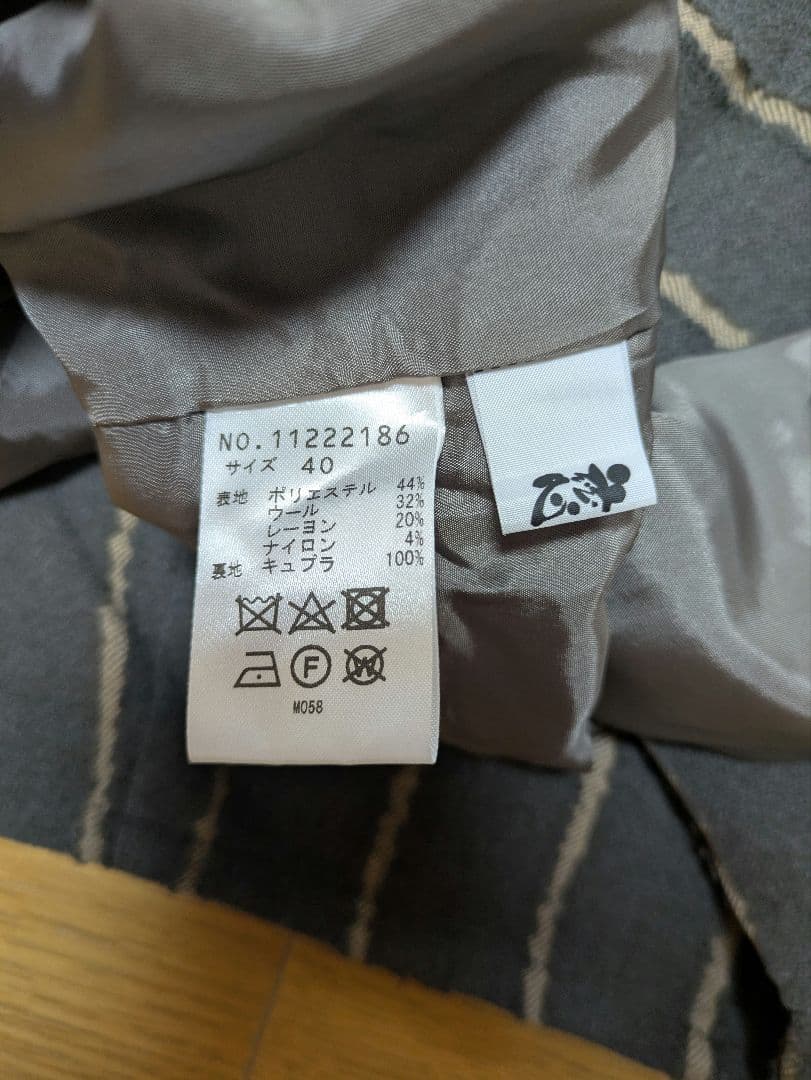 NO.11222186
サイズ 40
表地 ポリエステル 44%
ウール 32%
レーヨン 20%
ナイロン 4%
裏地 キュプラ 100%
F W
M058